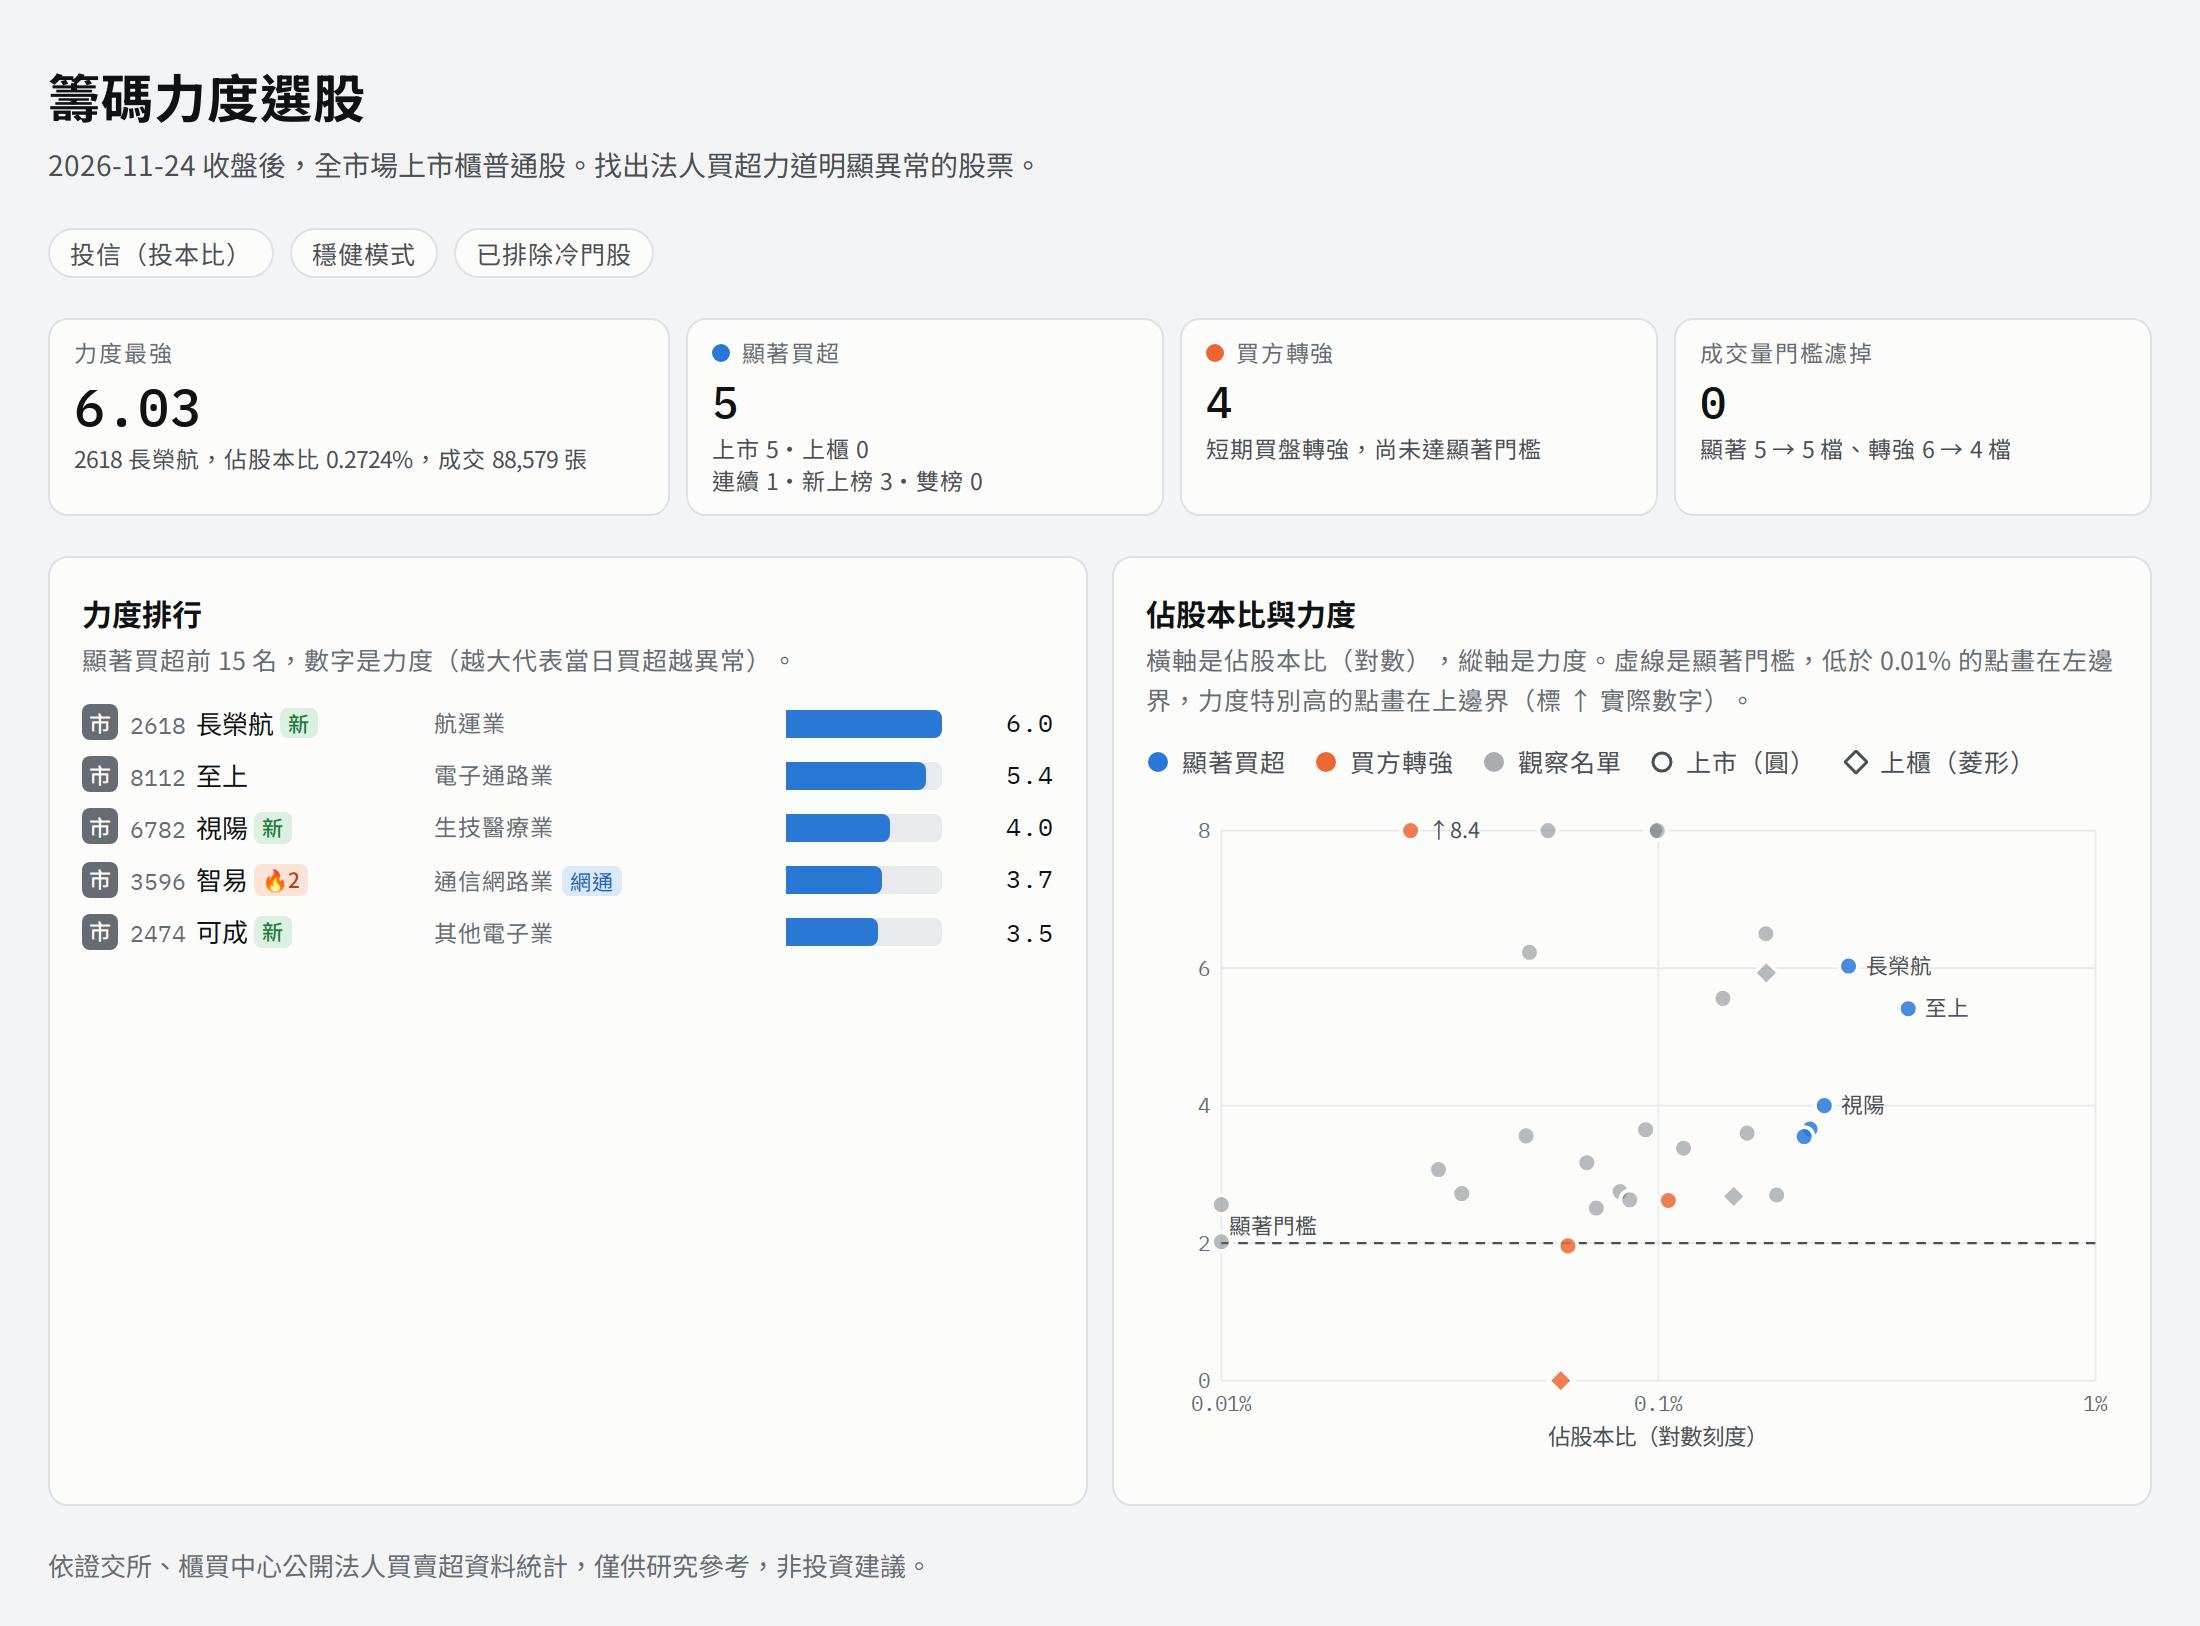 籌碼力度選股
2026-11-24 收盤後，全市場上市櫃普通股。找出法人買超力道明顯異常的股票。
投信（投本比）
穩健模式
已排除冷門股
力度最強
6.03
2618 長榮航，佔股本比 0.2724%，成交 88,579 張
顯著買超
5
上市 5・上櫃 0
連續 1・新上榜 3・雙榜 0
買方轉強
4
短期買盤轉強，尚未達顯著門檻
成交量門檻濾掉
0
顯著 5 → 5 檔、轉強 6 → 4 檔
力度排行
顯著買超前 15 名，數字是力度（越大代表當日買超越異常）。
市 2618 長榮航 新 航運業 6.0
市 8112 至上 電子通路業 5.4
市 6782 視陽 新 生技醫療業 4.0
市 3596 智易 🔥2 通信網路業 網通 3.7
市 2474 可成 新 其他電子業 3.5
佔股本比與力度
橫軸是佔股本比（對數），縱軸是力度。虛線是顯著門檻，低於 0.01% 的點畫在左邊
界，力度特別高的點畫在上邊界（標 ↑ 實際數字）。
顯著買超 買方轉強 觀察名單 上市（圓） 上櫃（菱形）
8
↑8.4
6
長榮航
至上
4
視陽
顯著門檻
2
0
0.01% 0.1% 1%
佔股本比（對數刻度）
依證交所、櫃買中心公開法人買賣超資料統計，僅供研究參考，非投資建議。